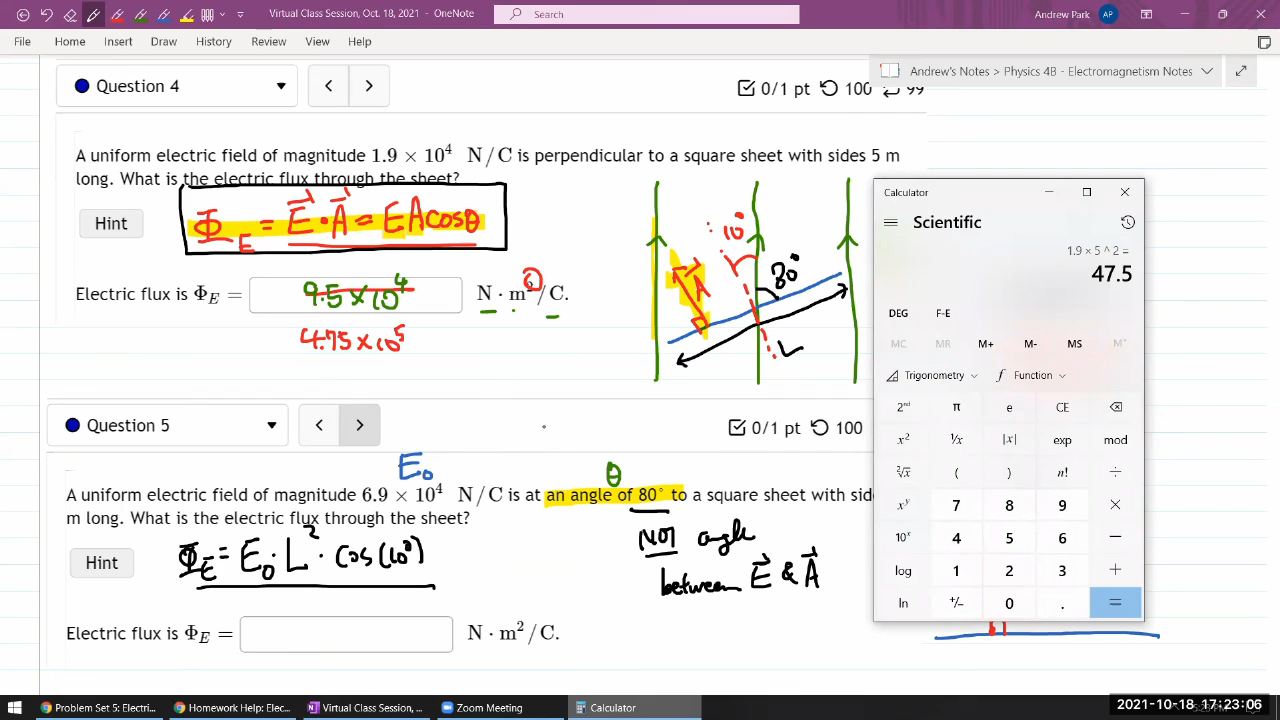 Virtual Class Session, Oct. 18, 2021 - OneNote
Search
Andrew Park
AP
File Home Insert Draw History Review View Help
Andrew's Notes > Physics 4B - Electromagnetism Notes
Question 4
0/1 pt 100 99
A uniform electric field of magnitude 1.9 × 10⁴ N/C is perpendicular to a square sheet with sides 5 m
long. What is the electric flux through the sheet?
Hint
Φ_E = E⃗ · A⃗ = EA cosθ
Electric flux is Φ_E = 9.5 × 10⁴ N · m²/C.
4.75 × 10⁵
10°
80°
A⃗
L
Question 5
0/1 pt 100
E₀
θ
A uniform electric field of magnitude 6.9 × 10⁴ N/C is at an angle of 80° to a square sheet with sid
m long. What is the electric flux through the sheet?
Hint
Φ_E = E₀ · L² · cos(10°)
NOT angle
between E⃗ & A⃗
Electric flux is Φ_E = N · m²/C.
Calculator
Scientific
1.9 × 5 ^ 2 =
47.5
DEG F-E
MC MR M+ M- MS M˅
Trigonometry Function
2ⁿᵈ π e CE
x² ¹/x |x| exp mod
²√x ( ) n! ÷
xʸ 7 8 9 ×
10ˣ 4 5 6 −
log 1 2 3 +
ln +/− 0 . =
Problem Set 5: Electri...
Homework Help: Elec...
Virtual Class Session,...
Zoom Meeting
Calculator
2021-10-18 17:23:06